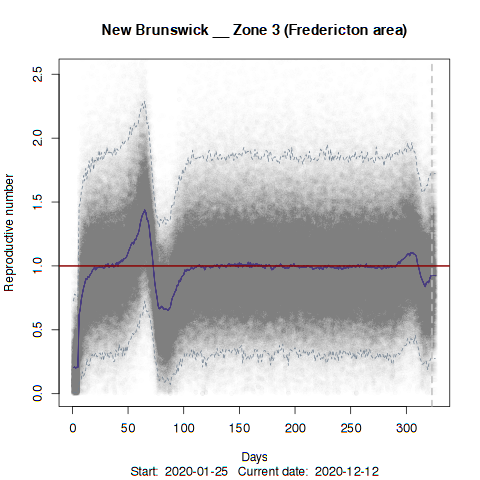 New Brunswick __ Zone 3 (Fredericton area)
Reproductive number
2.5
2.0
1.5
1.0
0.5
0.0
0 50 100 150 200 250 300
Days
Start: 2020-01-25 Current date: 2020-12-12